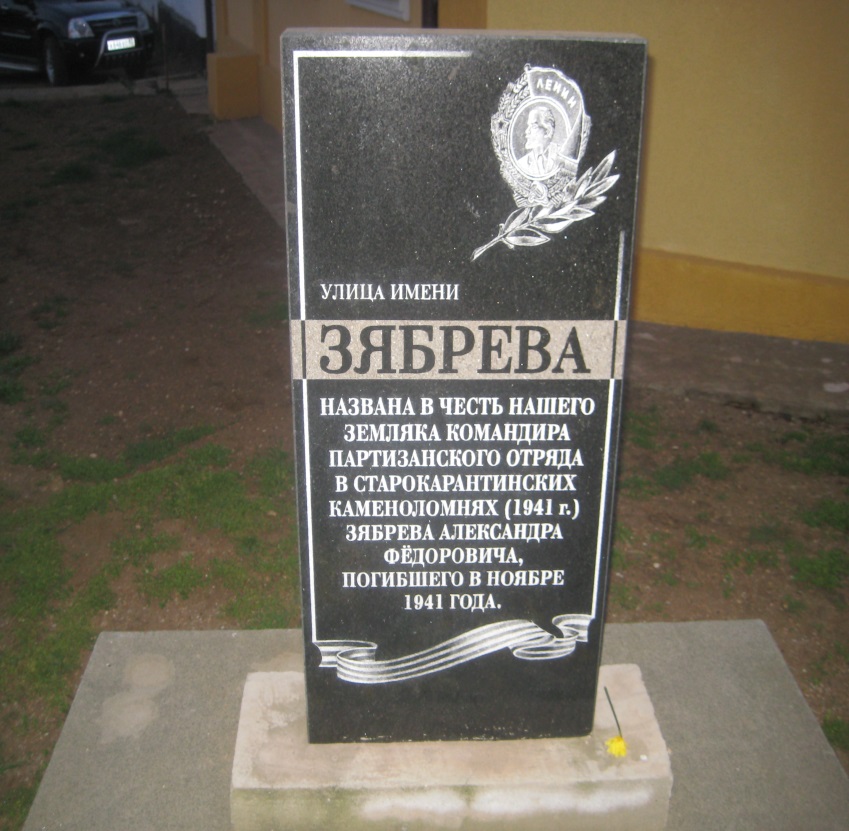 ЛЕНИН
УЛИЦА ИМЕНИ
ЗЯБРЕВА
НАЗВАНА В ЧЕСТЬ НАШЕГО
ЗЕМЛЯКА КОМАНДИРА
ПАРТИЗАНСКОГО ОТРЯДА
В СТАРОКАРАНТИНСКИХ
КАМЕНОЛОМНЯХ (1941 г.)
ЗЯБРЕВА АЛЕКСАНДРА
ФЁДОРОВИЧА,
ПОГИБШЕГО В НОЯБРЕ
1941 ГОДА.